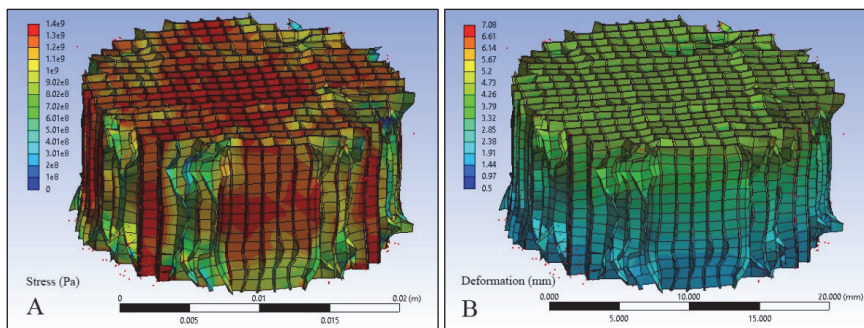 1.4e9
1.3e9
1.2e9
1.1e9
1e9
9.02e8
8.02e8
7.02e8
6.01e8
5.01e8
4.01e8
3.01e8
2e8
1e8
0
Stress (Pa)
A
0
0.01
0.02 (m)
0.005
0.015
7.08
6.61
6.14
5.67
5.2
4.73
4.26
3.79
3.32
2.85
2.38
1.91
1.44
0.97
0.5
Deformation (mm)
B
0.000
10.000
20.000 (mm)
5.000
15.000